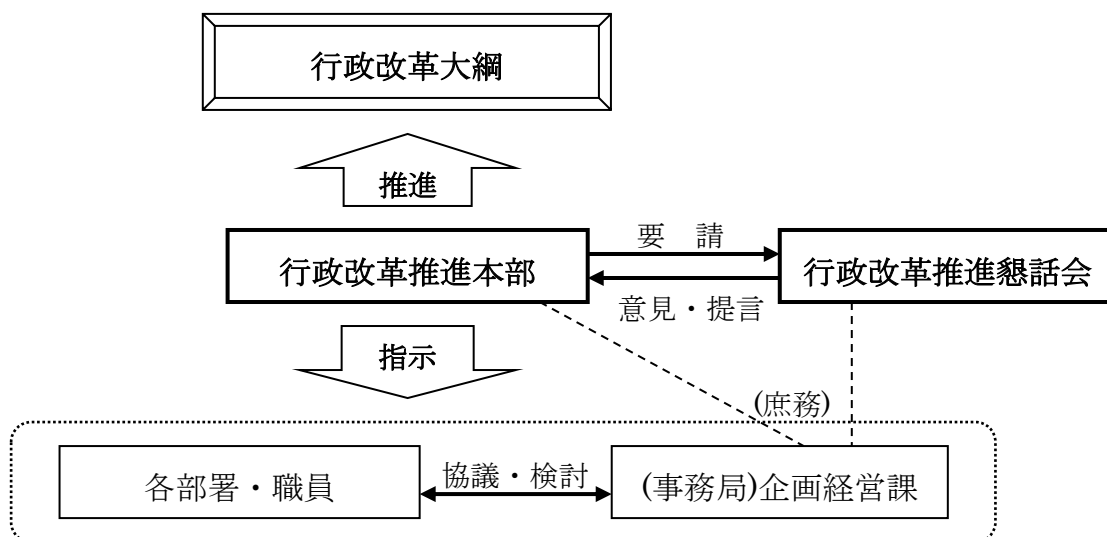 行政改革大綱
推進
要　請
行政改革推進本部
行政改革推進懇話会
意見・提言
指示
(庶務)
協議・検討
各部署・職員
(事務局)企画経営課